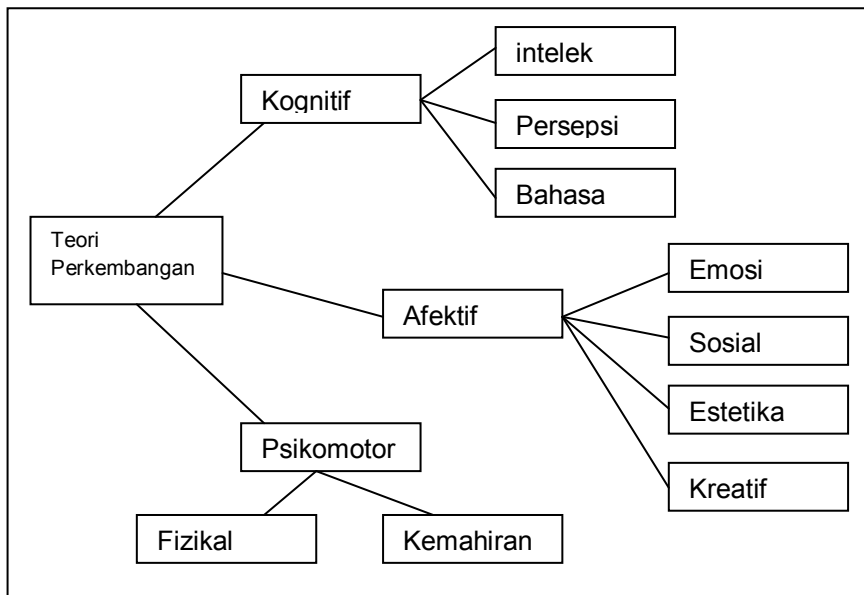 Teori
Perkembangan
Kognitif
intelek
Persepsi
Bahasa
Afektif
Emosi
Sosial
Estetika
Kreatif
Psikomotor
Fizikal
Kemahiran